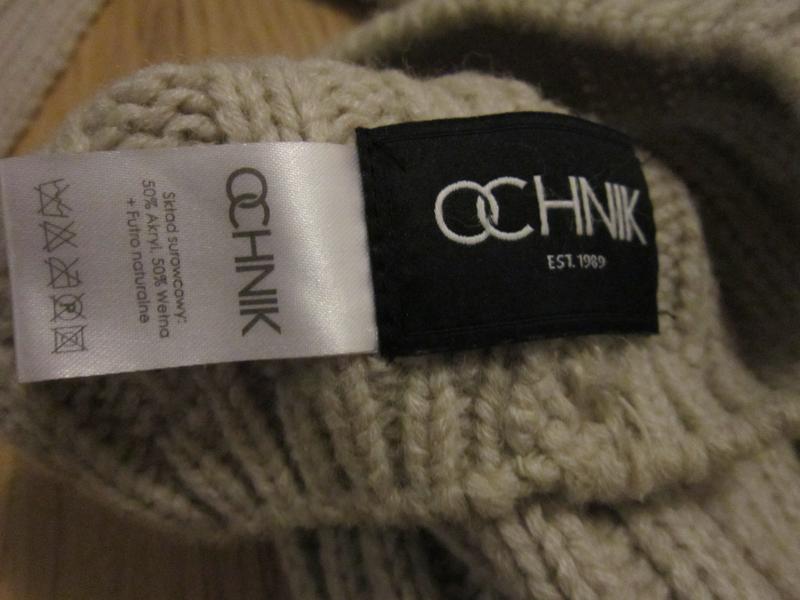 OCHNIK
Skład surowcowy:
50% Akryl, 50% Wełna
+ Futro naturalne
OCHNIK
EST. 1989